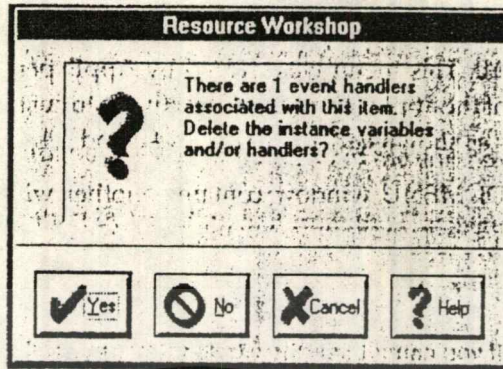 Resource Workshop
There are 1 event handlers
associated with this item.
Delete the instance variables
and/or handlers?
Yes
No
Cancel
Help